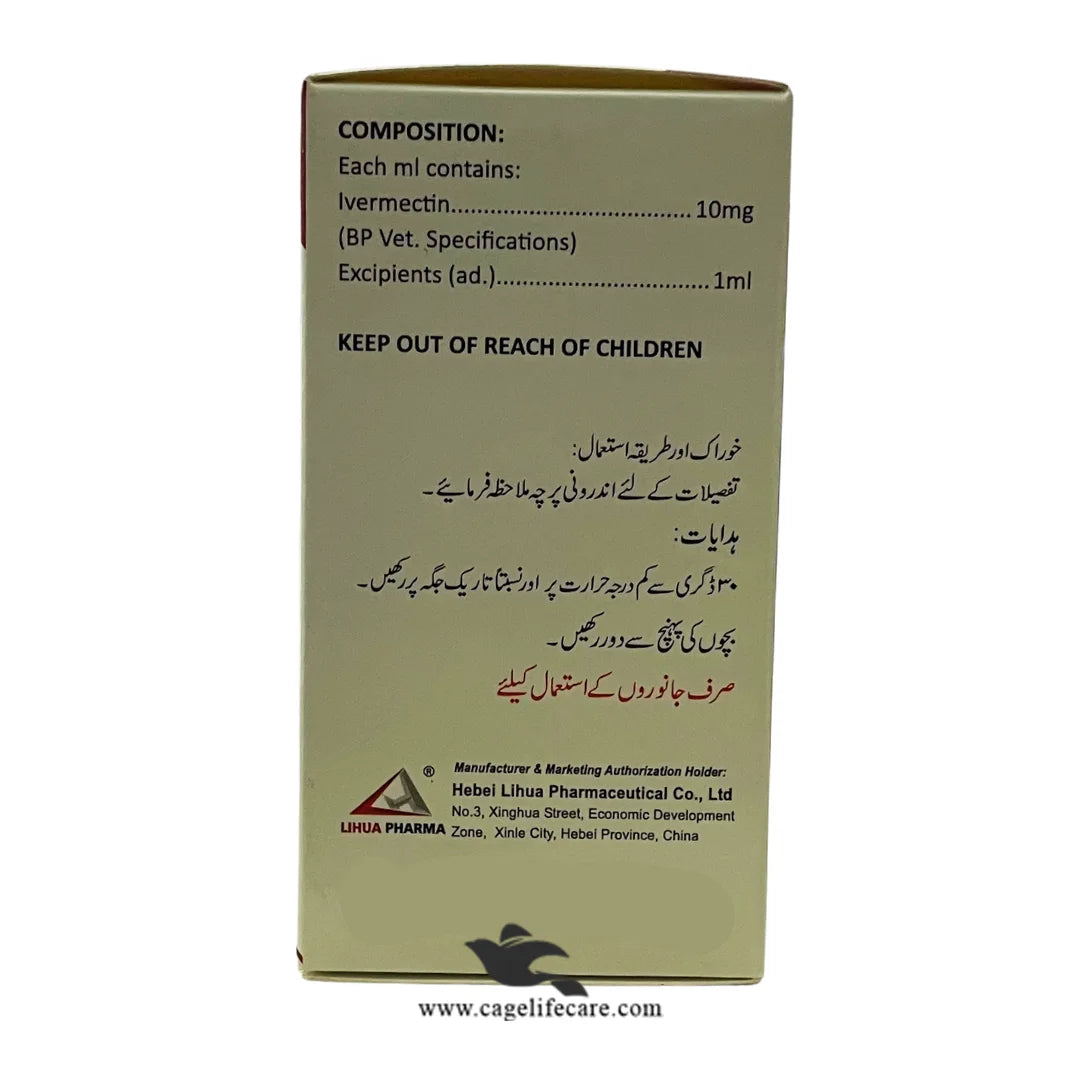 COMPOSITION:
Each ml contains:
Ivermectin.................................... 10mg
(BP Vet. Specifications)
Excipients (ad.)................................ 1ml
KEEP OUT OF REACH OF CHILDREN
خوراک اور طریقہ استعمال:
تفصیلات کے لئے اندرونی پرچہ ملاحظہ فرمائیے۔
ہدایات:
۳۰ ڈگری سے کم درجہ حرارت پر اور نسبتاً تاریک جگہ پر رکھیں۔
بچوں کی پہنچ سے دور رکھیں۔
صرف جانوروں کے استعمال کیلئے
®
LIHUA PHARMA
Manufacturer & Marketing Authorization Holder:
Hebei Lihua Pharmaceutical Co., Ltd
No.3, Xinghua Street, Economic Development
Zone, Xinle City, Hebei Province, China
www.cagelifecare.com